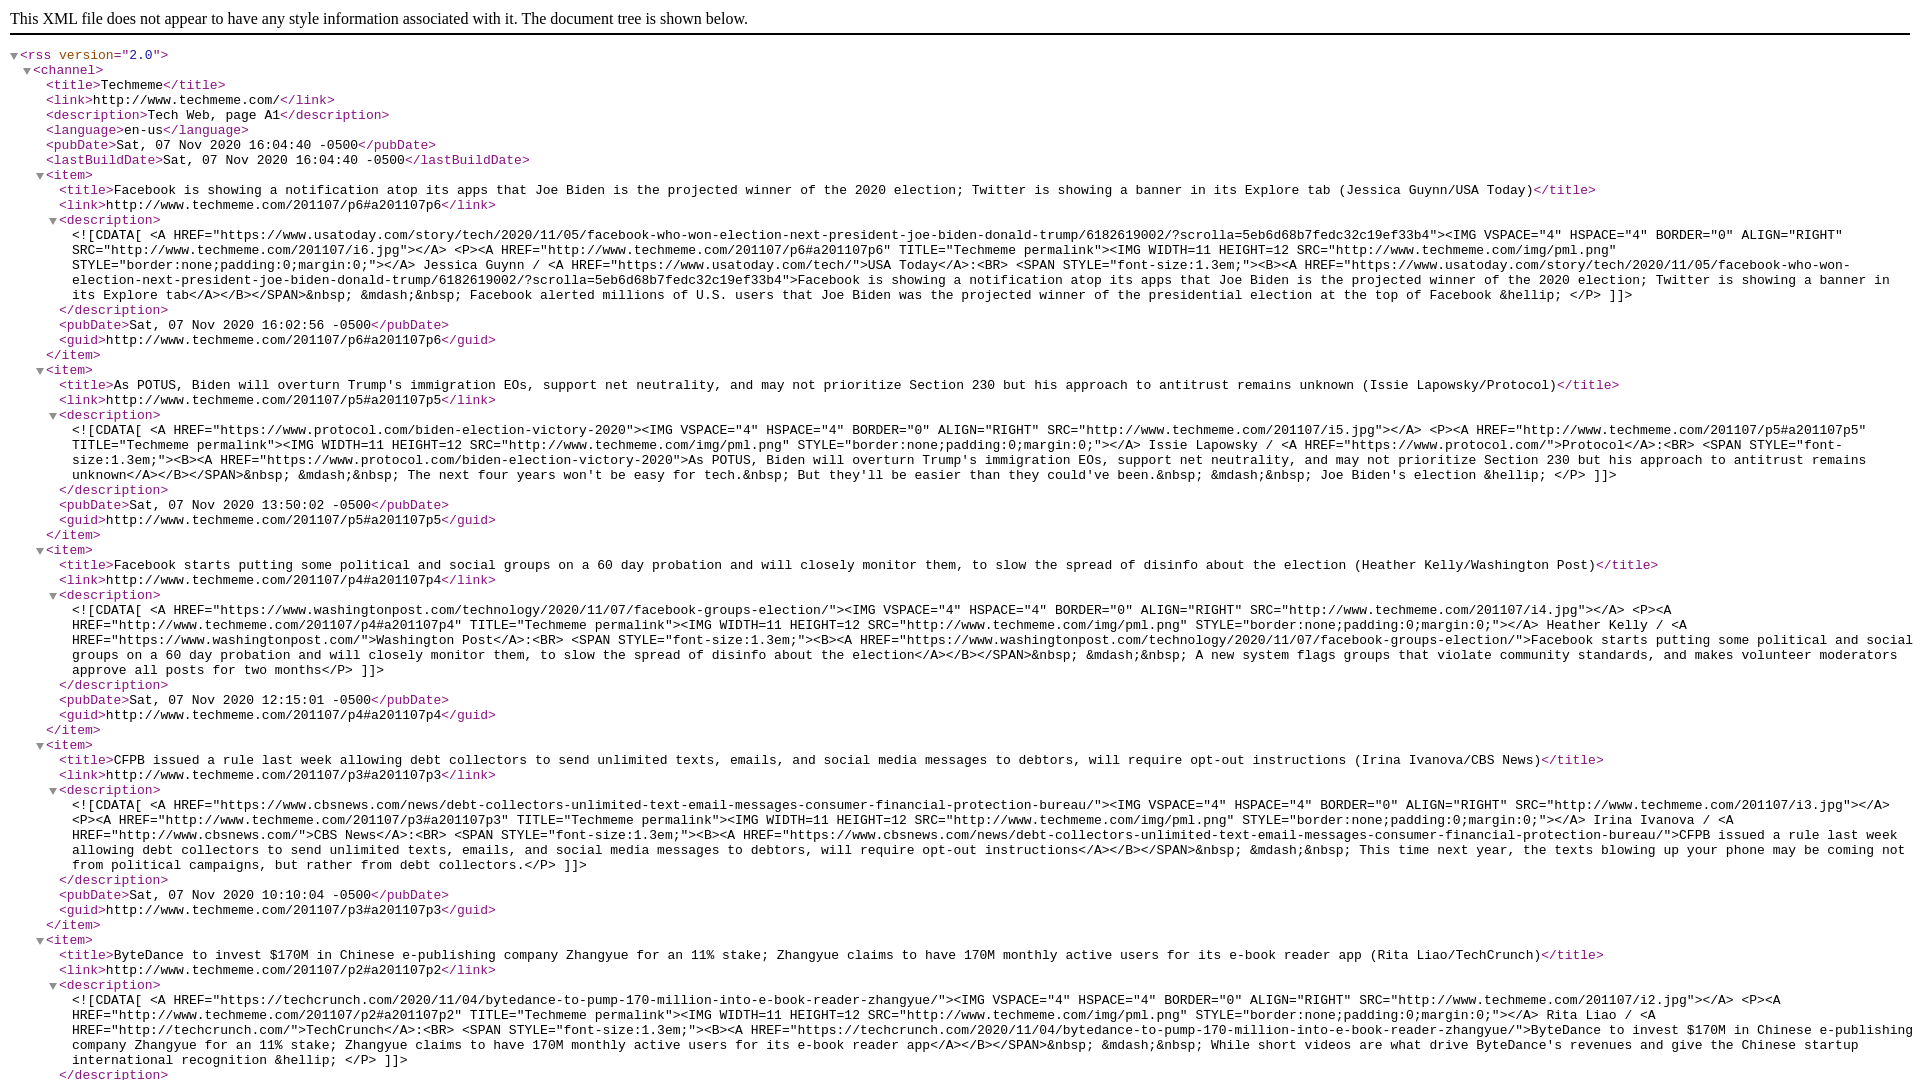 This XML file does not appear to have any style information associated with it. The document tree is shown below.
<rss version="2.0">
<channel>
<title>Techmeme</title>
<link>http://www.techmeme.com/</link>
<description>Tech Web, page A1</description>
<language>en-us</language>
<pubDate>Sat, 07 Nov 2020 16:04:40 -0500</pubDate>
<lastBuildDate>Sat, 07 Nov 2020 16:04:40 -0500</lastBuildDate>
<item>
<title>Facebook is showing a notification atop its apps that Joe Biden is the projected winner of the 2020 election; Twitter is showing a banner in its Explore tab (Jessica Guynn/USA Today)</title>
<link>http://www.techmeme.com/201107/p6#a201107p6</link>
<description>
<![CDATA[ <A HREF="https://www.usatoday.com/story/tech/2020/11/05/facebook-who-won-election-next-president-joe-biden-donald-trump/6182619002/?scrolla=5eb6d68b7fedc32c19ef33b4"><IMG VSPACE="4" HSPACE="4" BORDER="0" ALIGN="RIGHT"
SRC="http://www.techmeme.com/201107/i6.jpg"></A> <P><A HREF="http://www.techmeme.com/201107/p6#a201107p6" TITLE="Techmeme permalink"><IMG WIDTH=11 HEIGHT=12 SRC="http://www.techmeme.com/img/pml.png"
STYLE="border:none;padding:0;margin:0;"></A> Jessica Guynn / <A HREF="https://www.usatoday.com/tech/">USA Today</A>:<BR> <SPAN STYLE="font-size:1.3em;"><B><A HREF="https://www.usatoday.com/story/tech/2020/11/05/facebook-who-won-
election-next-president-joe-biden-donald-trump/6182619002/?scrolla=5eb6d68b7fedc32c19ef33b4">Facebook is showing a notification atop its apps that Joe Biden is the projected winner of the 2020 election; Twitter is showing a banner in
its Explore tab</A></B></SPAN>&nbsp; &mdash;&nbsp; Facebook alerted millions of U.S. users that Joe Biden was the projected winner of the presidential election at the top of Facebook &hellip; </P> ]]>
</description>
<pubDate>Sat, 07 Nov 2020 16:02:56 -0500</pubDate>
<guid>http://www.techmeme.com/201107/p6#a201107p6</guid>
</item>
<item>
<title>As POTUS, Biden will overturn Trump's immigration EOs, support net neutrality, and may not prioritize Section 230 but his approach to antitrust remains unknown (Issie Lapowsky/Protocol)</title>
<link>http://www.techmeme.com/201107/p5#a201107p5</link>
<description>
<![CDATA[ <A HREF="https://www.protocol.com/biden-election-victory-2020"><IMG VSPACE="4" HSPACE="4" BORDER="0" ALIGN="RIGHT" SRC="http://www.techmeme.com/201107/i5.jpg"></A> <P><A HREF="http://www.techmeme.com/201107/p5#a201107p5"
TITLE="Techmeme permalink"><IMG WIDTH=11 HEIGHT=12 SRC="http://www.techmeme.com/img/pml.png" STYLE="border:none;padding:0;margin:0;"></A> Issie Lapowsky / <A HREF="https://www.protocol.com/">Protocol</A>:<BR> <SPAN STYLE="font-
size:1.3em;"><B><A HREF="https://www.protocol.com/biden-election-victory-2020">As POTUS, Biden will overturn Trump's immigration EOs, support net neutrality, and may not prioritize Section 230 but his approach to antitrust remains
unknown</A></B></SPAN>&nbsp; &mdash;&nbsp; The next four years won't be easy for tech.&nbsp; But they'll be easier than they could've been.&nbsp; &mdash;&nbsp; Joe Biden's election &hellip; </P> ]]>
</description>
<pubDate>Sat, 07 Nov 2020 13:50:02 -0500</pubDate>
<guid>http://www.techmeme.com/201107/p5#a201107p5</guid>
</item>
<item>
<title>Facebook starts putting some political and social groups on a 60 day probation and will closely monitor them, to slow the spread of disinfo about the election (Heather Kelly/Washington Post)</title>
<link>http://www.techmeme.com/201107/p4#a201107p4</link>
<description>
<![CDATA[ <A HREF="https://www.washingtonpost.com/technology/2020/11/07/facebook-groups-election/"><IMG VSPACE="4" HSPACE="4" BORDER="0" ALIGN="RIGHT" SRC="http://www.techmeme.com/201107/i4.jpg"></A> <P><A
HREF="http://www.techmeme.com/201107/p4#a201107p4" TITLE="Techmeme permalink"><IMG WIDTH=11 HEIGHT=12 SRC="http://www.techmeme.com/img/pml.png" STYLE="border:none;padding:0;margin:0;"></A> Heather Kelly / <A
HREF="https://www.washingtonpost.com/">Washington Post</A>:<BR> <SPAN STYLE="font-size:1.3em;"><B><A HREF="https://www.washingtonpost.com/technology/2020/11/07/facebook-groups-election/">Facebook starts putting some political and social
groups on a 60 day probation and will closely monitor them, to slow the spread of disinfo about the election</A></B></SPAN>&nbsp; &mdash;&nbsp; A new system flags groups that violate community standards, and makes volunteer moderators
approve all posts for two months</P> ]]>
</description>
<pubDate>Sat, 07 Nov 2020 12:15:01 -0500</pubDate>
<guid>http://www.techmeme.com/201107/p4#a201107p4</guid>
</item>
<item>
<title>CFPB issued a rule last week allowing debt collectors to send unlimited texts, emails, and social media messages to debtors, will require opt-out instructions (Irina Ivanova/CBS News)</title>
<link>http://www.techmeme.com/201107/p3#a201107p3</link>
<description>
<![CDATA[ <A HREF="https://www.cbsnews.com/news/debt-collectors-unlimited-text-email-messages-consumer-financial-protection-bureau/"><IMG VSPACE="4" HSPACE="4" BORDER="0" ALIGN="RIGHT" SRC="http://www.techmeme.com/201107/i3.jpg"></A>
<P><A HREF="http://www.techmeme.com/201107/p3#a201107p3" TITLE="Techmeme permalink"><IMG WIDTH=11 HEIGHT=12 SRC="http://www.techmeme.com/img/pml.png" STYLE="border:none;padding:0;margin:0;"></A> Irina Ivanova / <A
HREF="http://www.cbsnews.com/">CBS News</A>:<BR> <SPAN STYLE="font-size:1.3em;"><B><A HREF="https://www.cbsnews.com/news/debt-collectors-unlimited-text-email-messages-consumer-financial-protection-bureau/">CFPB issued a rule last week
allowing debt collectors to send unlimited texts, emails, and social media messages to debtors, will require opt-out instructions</A></B></SPAN>&nbsp; &mdash;&nbsp; This time next year, the texts blowing up your phone may be coming not
from political campaigns, but rather from debt collectors.</P> ]]>
</description>
<pubDate>Sat, 07 Nov 2020 10:10:04 -0500</pubDate>
<guid>http://www.techmeme.com/201107/p3#a201107p3</guid>
</item>
<item>
<title>ByteDance to invest $170M in Chinese e-publishing company Zhangyue for an 11% stake; Zhangyue claims to have 170M monthly active users for its e-book reader app (Rita Liao/TechCrunch)</title>
<link>http://www.techmeme.com/201107/p2#a201107p2</link>
<description>
<![CDATA[ <A HREF="https://techcrunch.com/2020/11/04/bytedance-to-pump-170-million-into-e-book-reader-zhangyue/"><IMG VSPACE="4" HSPACE="4" BORDER="0" ALIGN="RIGHT" SRC="http://www.techmeme.com/201107/i2.jpg"></A> <P><A
HREF="http://www.techmeme.com/201107/p2#a201107p2" TITLE="Techmeme permalink"><IMG WIDTH=11 HEIGHT=12 SRC="http://www.techmeme.com/img/pml.png" STYLE="border:none;padding:0;margin:0;"></A> Rita Liao / <A
HREF="http://techcrunch.com/">TechCrunch</A>:<BR> <SPAN STYLE="font-size:1.3em;"><B><A HREF="https://techcrunch.com/2020/11/04/bytedance-to-pump-170-million-into-e-book-reader-zhangyue/">ByteDance to invest $170M in Chinese e-publishing
company Zhangyue for an 11% stake; Zhangyue claims to have 170M monthly active users for its e-book reader app</A></B></SPAN>&nbsp; &mdash;&nbsp; While short videos are what drive ByteDance's revenues and give the Chinese startup
international recognition &hellip; </P> ]]>
</description>